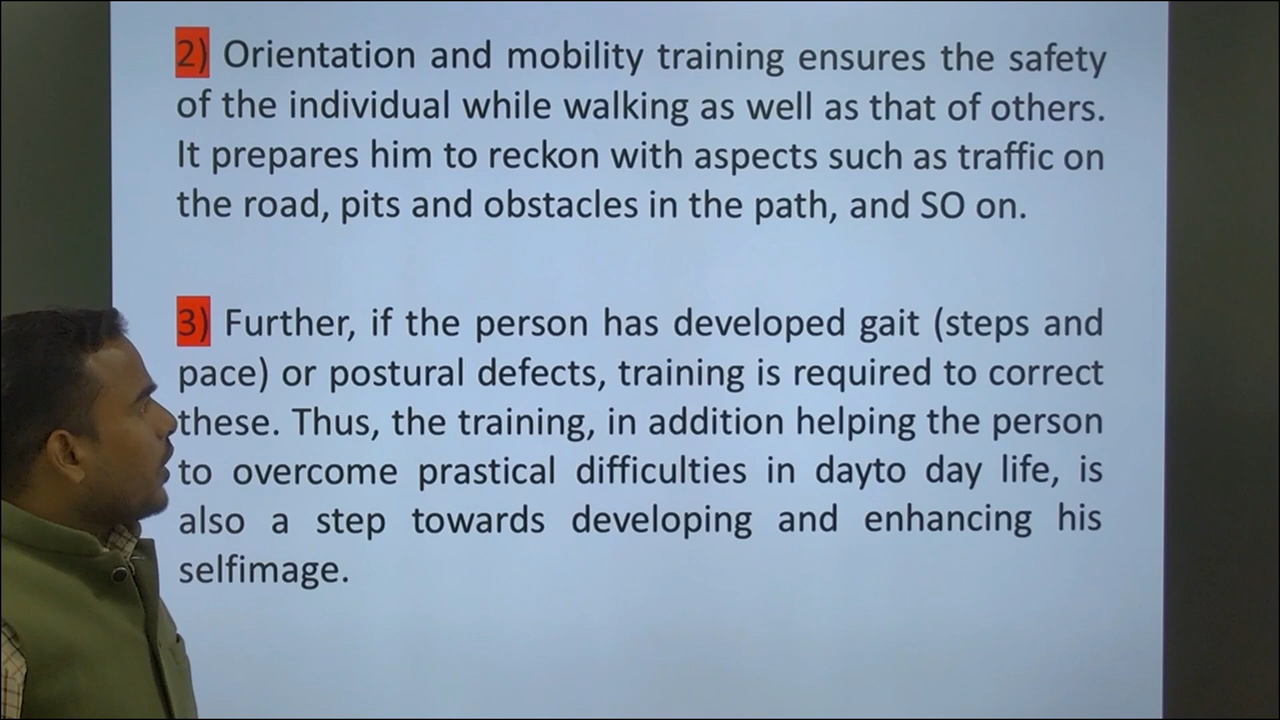 2) Orientation and mobility training ensures the safety
of the individual while walking as well as that of others.
It prepares him to reckon with aspects such as traffic on
the road, pits and obstacles in the path, and SO on.
3) Further, if the person has developed gait (steps and
pace) or postural defects, training is required to correct
these. Thus, the training, in addition helping the person
to overcome prastical difficulties in dayto day life, is
also a step towards developing and enhancing his
selfimage.